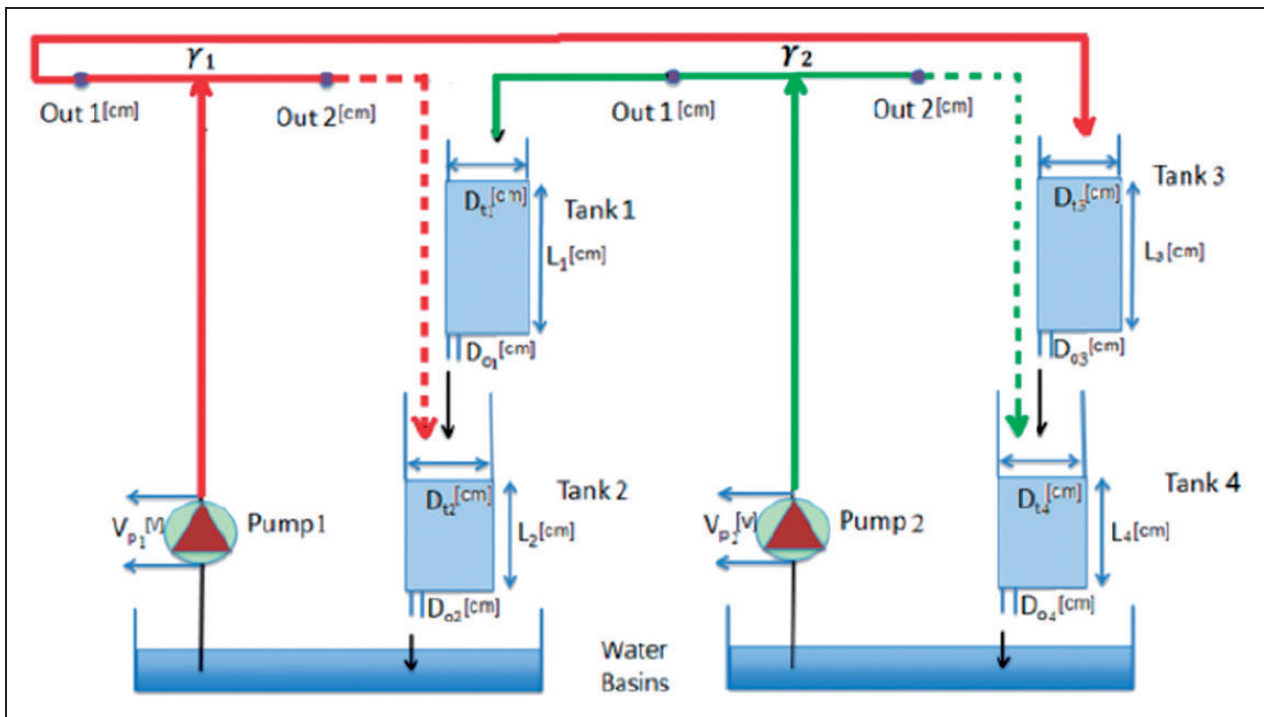 γ₁
γ₂
Out 1[cm]
Out 2[cm]
Out 1[cm]
Out 2[cm]
Dt1[cm]
Tank 1
L1[cm]
Do1[cm]
Dt3[cm]
Tank 3
L3[cm]
Do3[cm]
Dt2[cm]
Tank 2
L2[cm]
Do2[cm]
Dt4[cm]
Tank 4
L4[cm]
Do4[cm]
Vp1[V]
Pump 1
Vp2[v]
Pump 2
Water
Basins